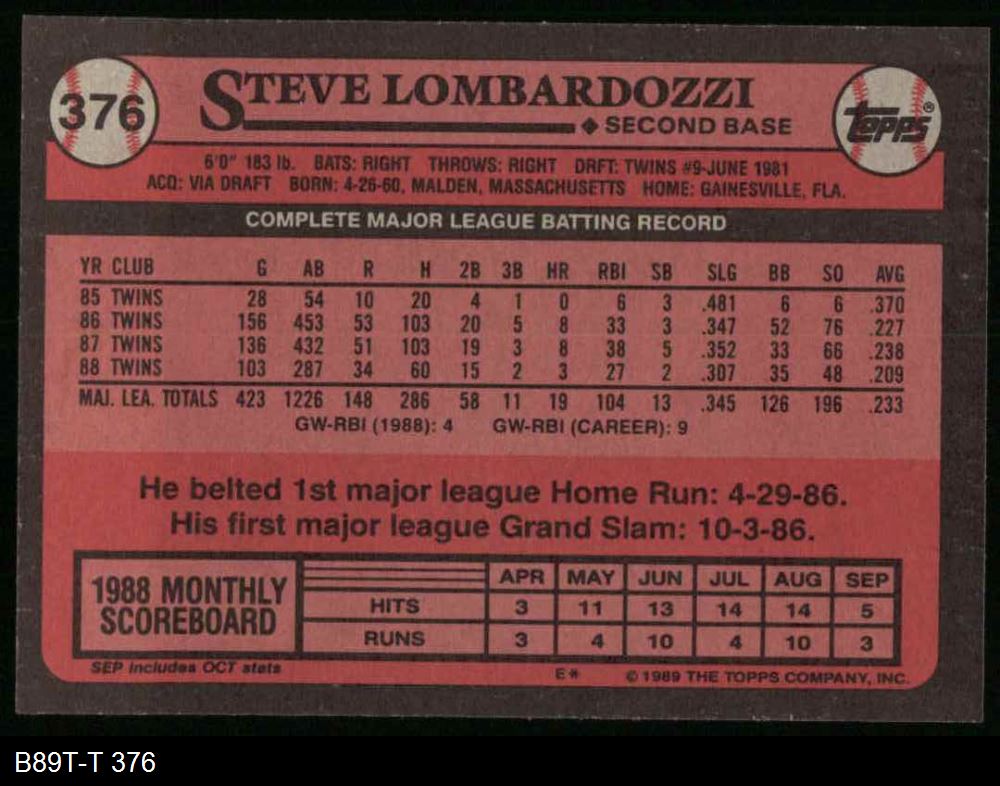 376
STEVE LOMBARDOZZI
◆ SECOND BASE
Topps®
6'0" 183 lb. BATS: RIGHT THROWS: RIGHT DRFT: TWINS #9-JUNE 1981
ACQ: VIA DRAFT BORN: 4-26-60, MALDEN, MASSACHUSETTS HOME: GAINESVILLE, FLA.
COMPLETE MAJOR LEAGUE BATTING RECORD
YR CLUB G AB R H 2B 3B HR RBI SB SLG BB SO AVG
85 TWINS 28 54 10 20 4 1 0 6 3 .481 6 6 .370
86 TWINS 156 453 53 103 20 5 8 33 3 .347 52 76 .227
87 TWINS 136 432 51 103 19 3 8 38 5 .352 33 66 .238
88 TWINS 103 287 34 60 15 2 3 27 2 .307 35 48 .209
MAJ. LEA. TOTALS 423 1226 148 286 58 11 19 104 13 .345 126 196 .233
GW-RBI (1988): 4 GW-RBI (CAREER): 9
He belted 1st major league Home Run: 4-29-86.
His first major league Grand Slam: 10-3-86.
1988 MONTHLY
SCOREBOARD
APR MAY JUN JUL AUG SEP
HITS 3 11 13 14 14 5
RUNS 3 4 10 4 10 3
SEP includes OCT stats
E* © 1989 THE TOPPS COMPANY, INC.
B89T-T 376